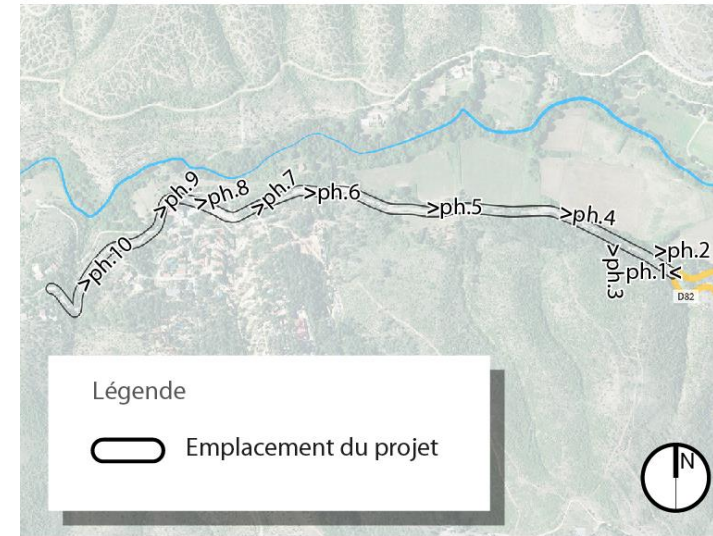 >ph.9
>ph.8
>ph.7
>ph.6
>ph.5
>ph.4
>ph.2
>ph.3
ph.1<
>ph.10
D82
Légende
Emplacement du projet
N